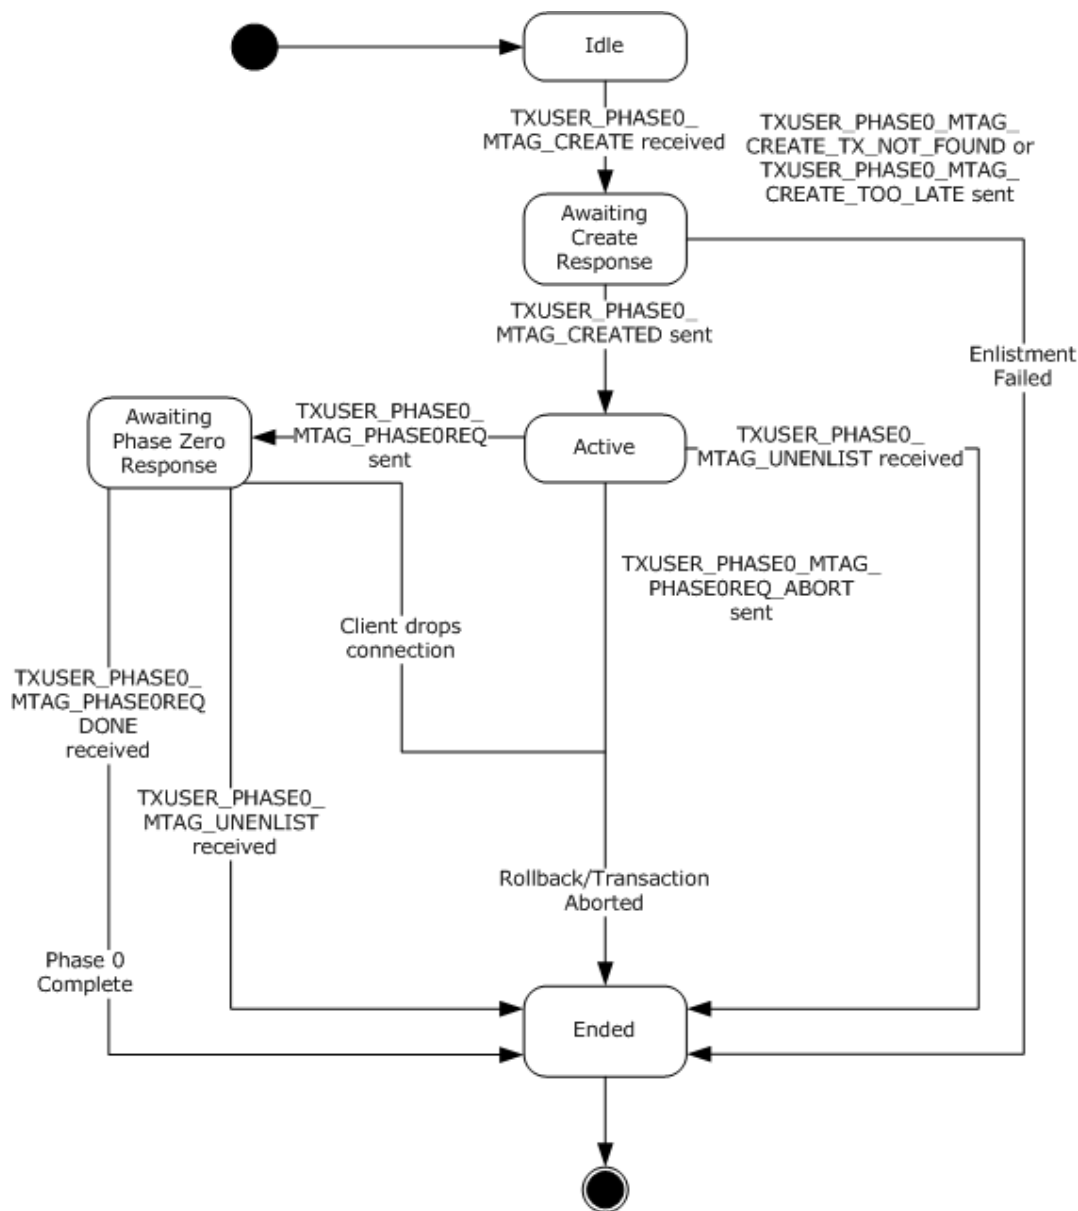 Idle
TXUSER_PHASE0_
MTAG_CREATE received
TXUSER_PHASE0_MTAG_
CREATE_TX_NOT_FOUND or
TXUSER_PHASE0_MTAG_
CREATE_TOO_LATE sent
Awaiting
Create
Response
TXUSER_PHASE0_
MTAG_CREATED sent
Enlistment
Failed
Awaiting
Phase Zero
Response
TXUSER_PHASE0_
MTAG_PHASE0REQ
sent
Active
TXUSER_PHASE0_
MTAG_UNENLIST received
TXUSER_PHASE0_MTAG_
PHASE0REQ_ABORT
sent
Client drops
connection
TXUSER_PHASE0_
MTAG_PHASE0REQ
DONE
received
TXUSER_PHASE0_
MTAG_UNENLIST
received
Rollback/Transaction
Aborted
Phase 0
Complete
Ended